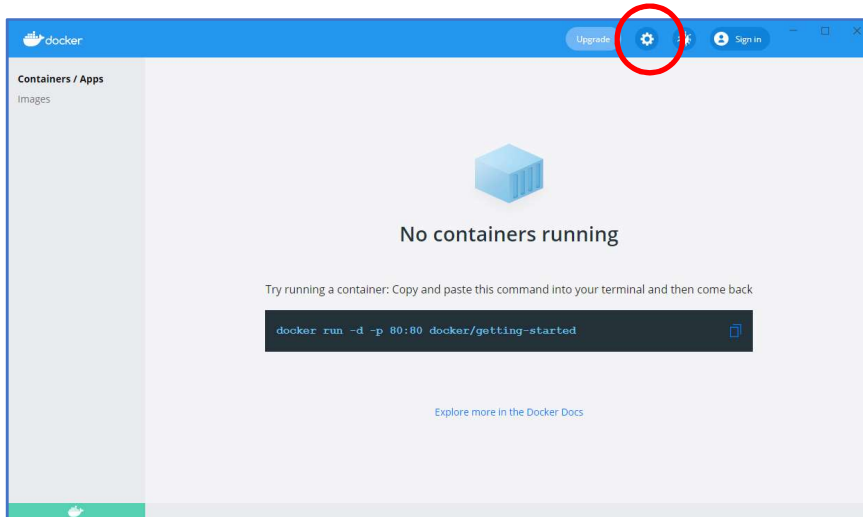 docker
Upgrade
Sign in
Containers / Apps
Images
No containers running
Try running a container: Copy and paste this command into your terminal and then come back
docker run -d -p 80:80 docker/getting-started
Explore more in the Docker Docs